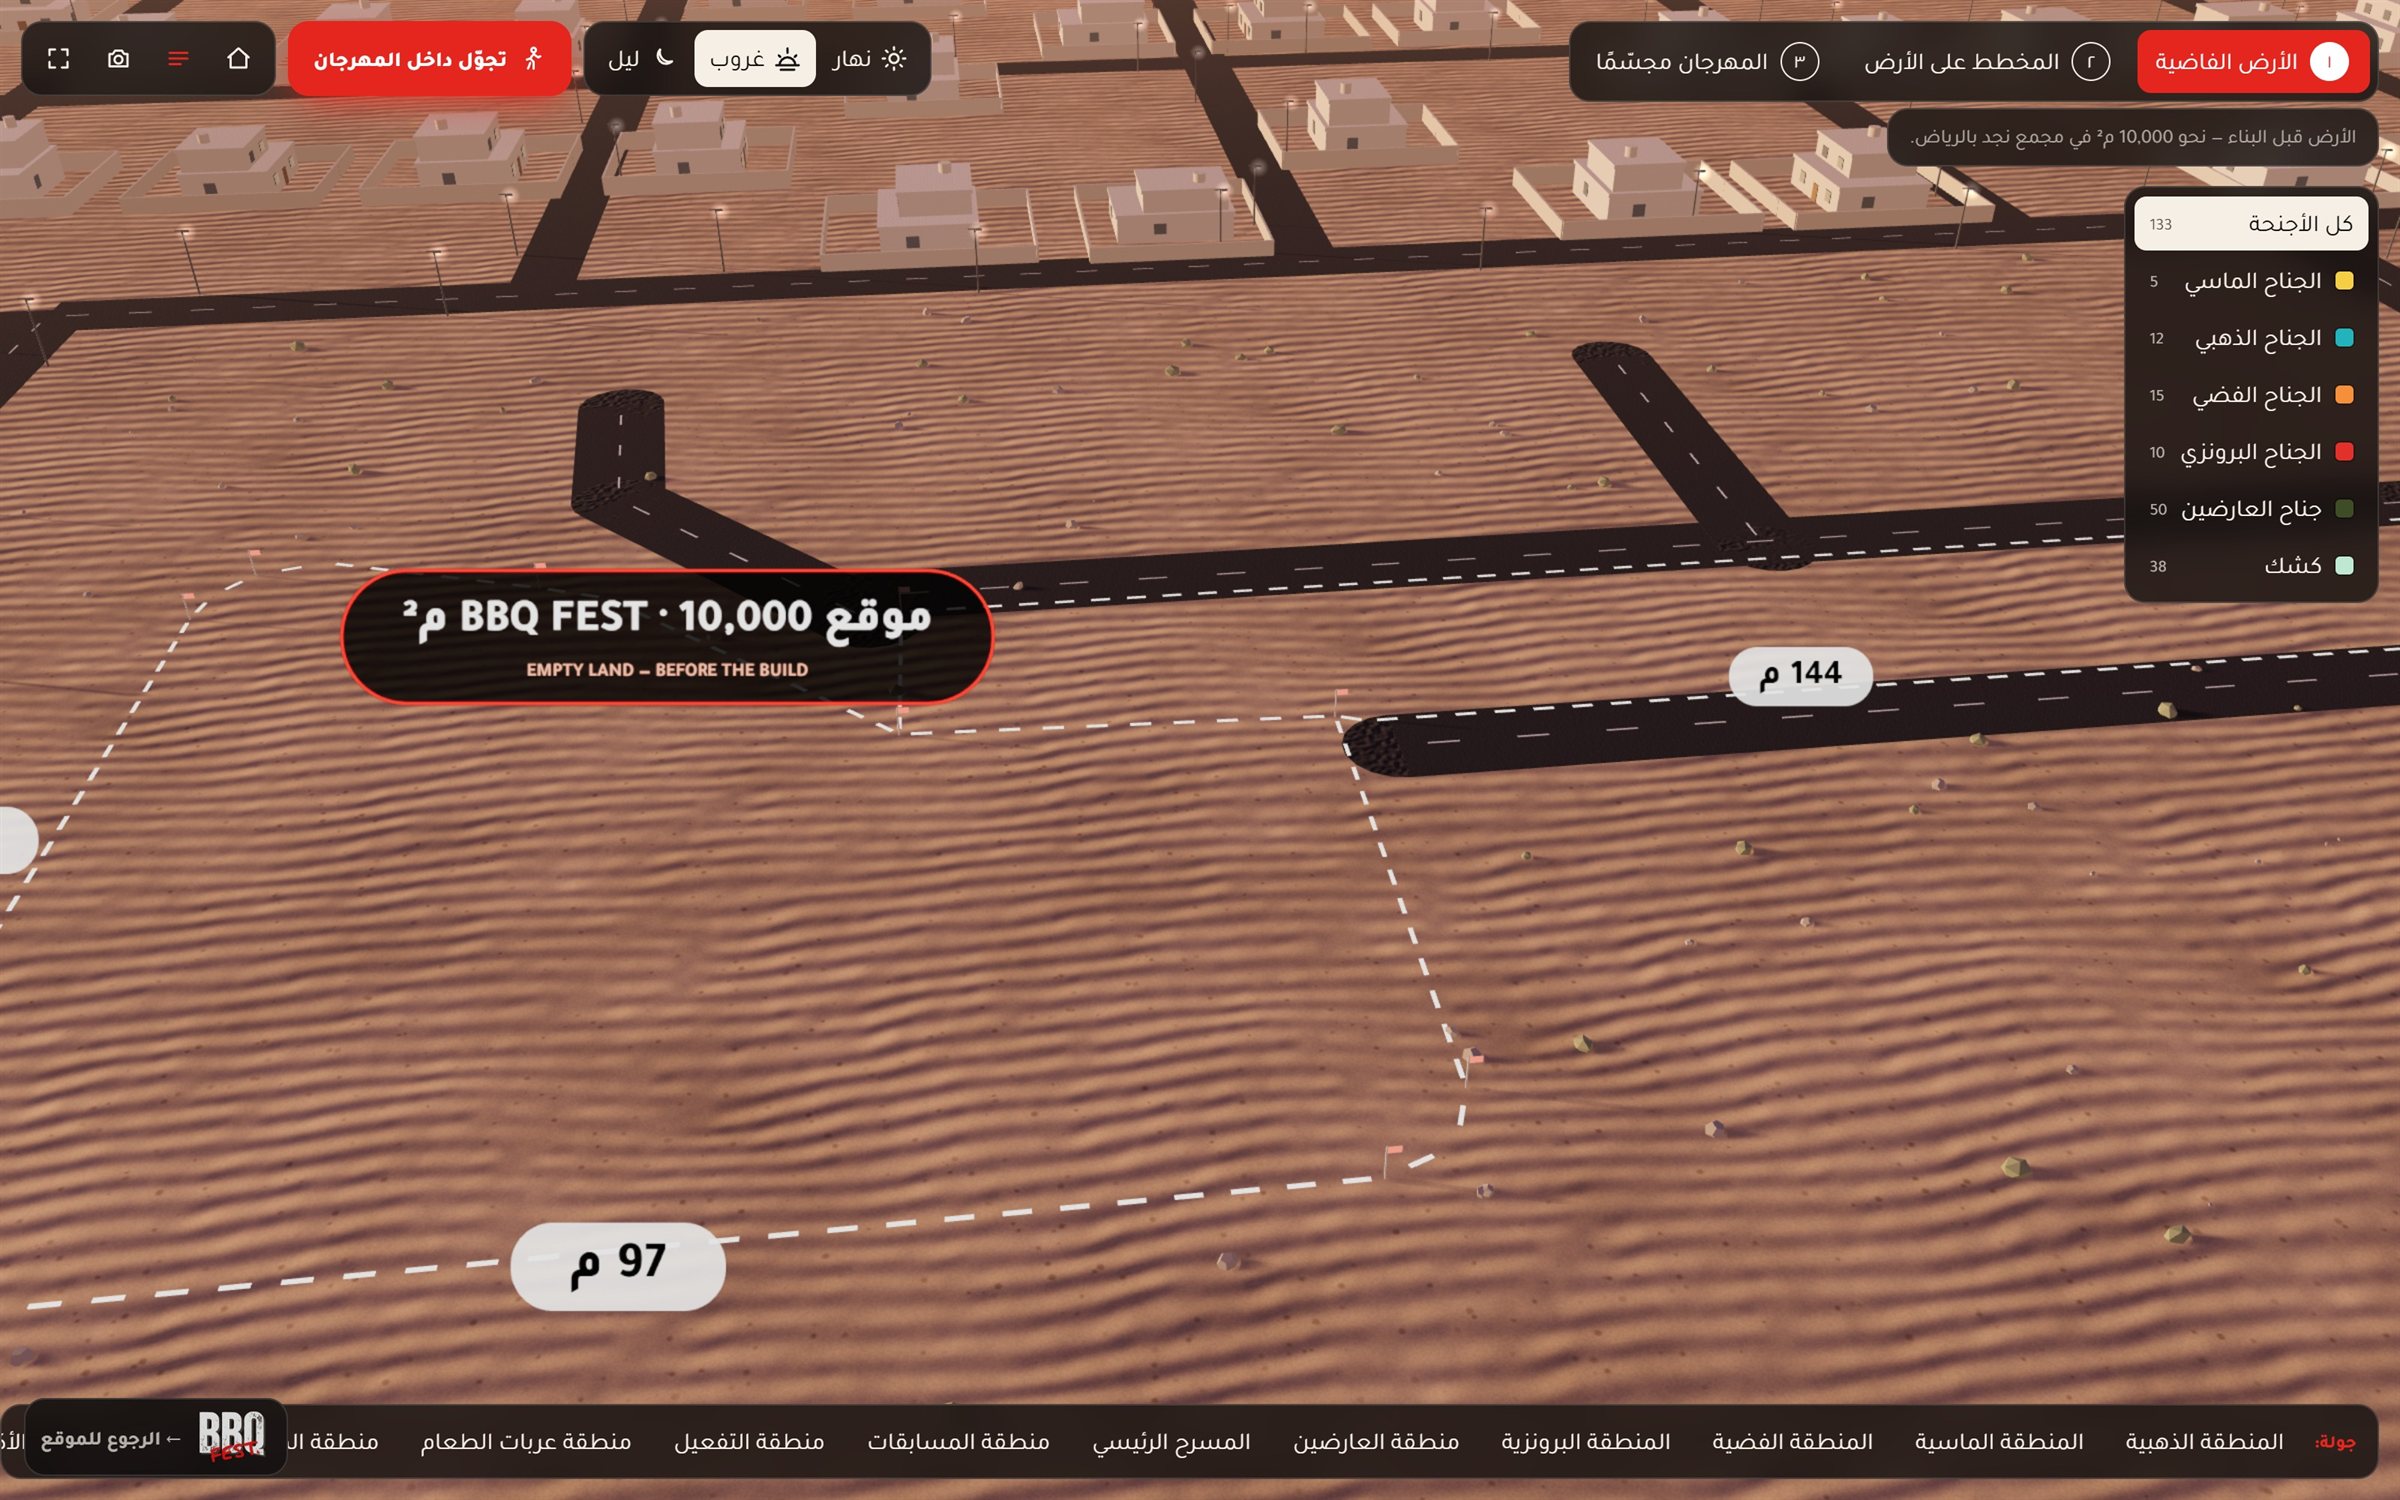 ١ الأرض الفاضية
٢ المخطط على الأرض
٣ المهرجان مجسّمًا
نهار
غروب
ليل
تجوّل داخل المهرجان
الأرض قبل البناء – نحو 10,000 م² في مجمع نجد بالرياض.
كل الأجنحة 133
الجناح الماسي 5
الجناح الذهبي 12
الجناح الفضي 15
الجناح البرونزي 10
جناح العارضين 50
كشك 38
موقع BBQ FEST · 10,000 م²
EMPTY LAND – BEFORE THE BUILD
144 م
97 م
جولة:
المنطقة الذهبية
المنطقة الماسية
المنطقة الفضية
المنطقة البرونزية
منطقة العارضين
المسرح الرئيسي
منطقة المسابقات
منطقة التفعيل
منطقة عربات الطعام
منطقة
BBQ FEST
← الرجوع للموقع